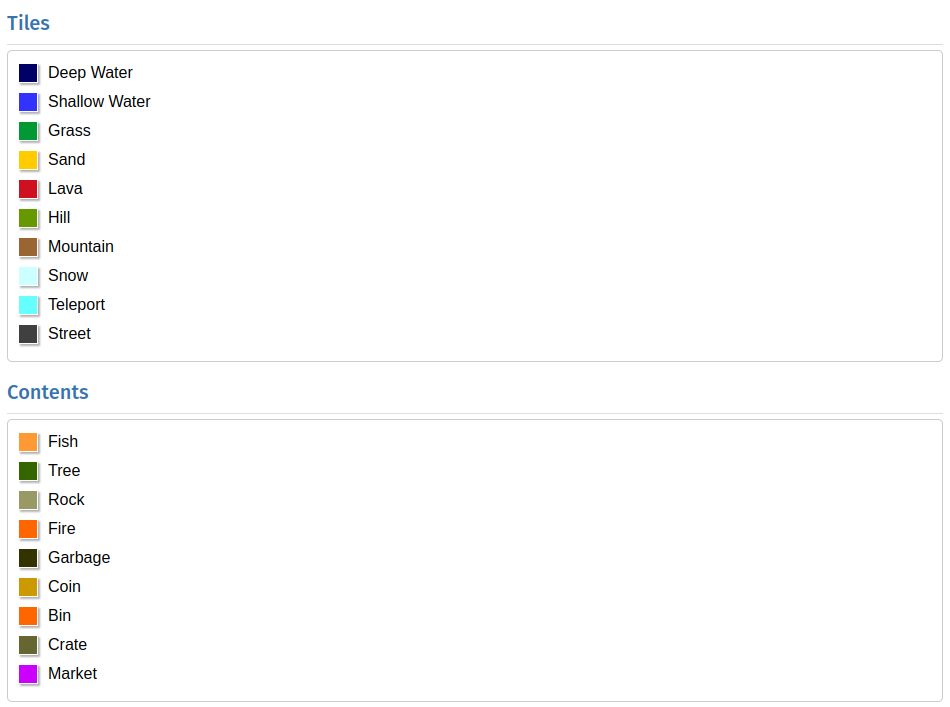 Tiles
Deep Water
Shallow Water
Grass
Sand
Lava
Hill
Mountain
Snow
Teleport
Street
Contents
Fish
Tree
Rock
Fire
Garbage
Coin
Bin
Crate
Market